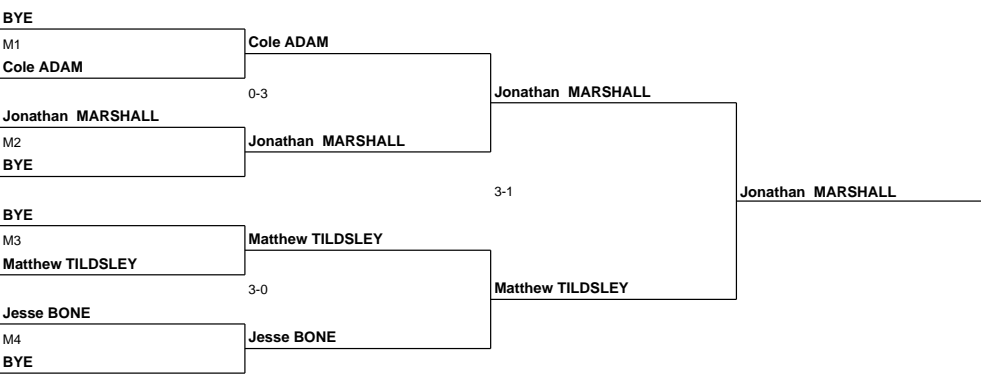 BYE
M1
Cole ADAM
Cole ADAM
0-3
Jonathan MARSHALL
Jonathan MARSHALL
M2
Jonathan MARSHALL
BYE
3-1
Jonathan MARSHALL
BYE
M3
Matthew TILDSLEY
Matthew TILDSLEY
3-0
Matthew TILDSLEY
Jesse BONE
M4
Jesse BONE
BYE